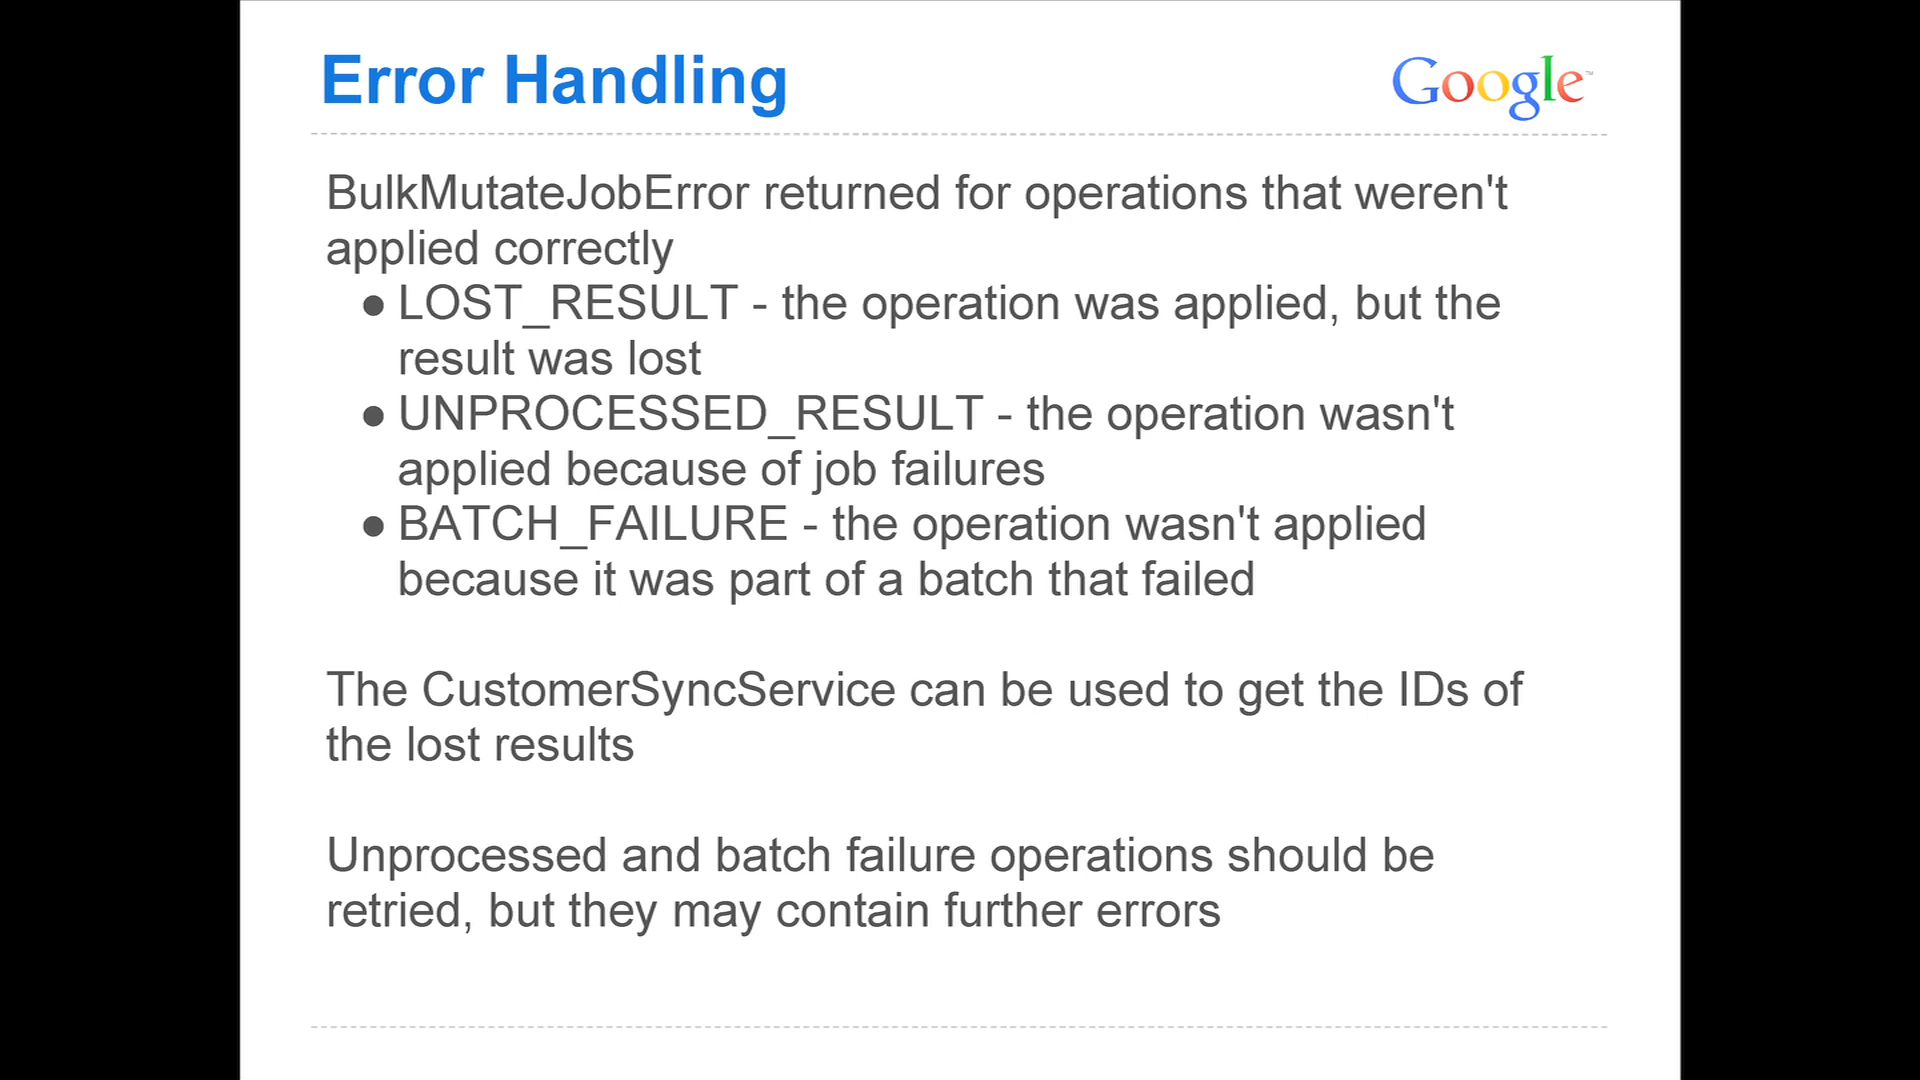 Error Handling
Google™
BulkMutateJobError returned for operations that weren't
applied correctly
● LOST_RESULT - the operation was applied, but the
result was lost
● UNPROCESSED_RESULT - the operation wasn't
applied because of job failures
● BATCH_FAILURE - the operation wasn't applied
because it was part of a batch that failed
The CustomerSyncService can be used to get the IDs of
the lost results
Unprocessed and batch failure operations should be
retried, but they may contain further errors